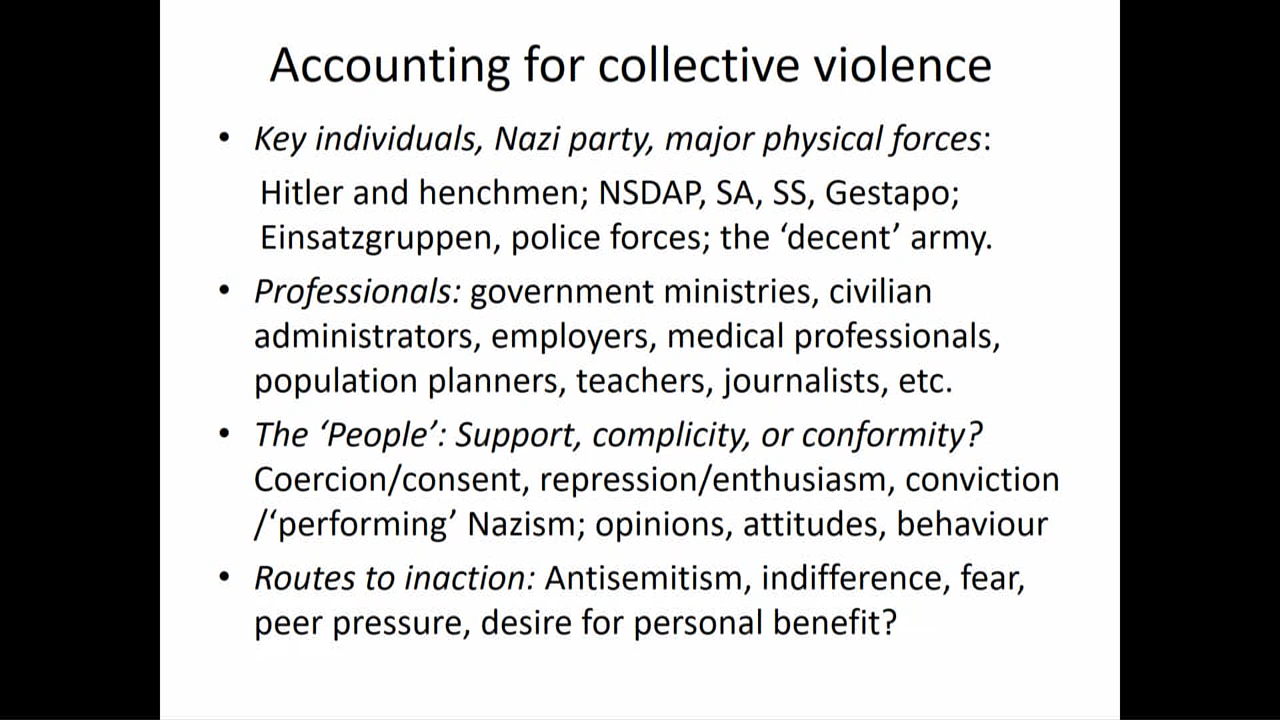 Accounting for collective violence
• Key individuals, Nazi party, major physical forces:
Hitler and henchmen; NSDAP, SA, SS, Gestapo;
Einsatzgruppen, police forces; the ‘decent’ army.
• Professionals: government ministries, civilian
administrators, employers, medical professionals,
population planners, teachers, journalists, etc.
• The ‘People’: Support, complicity, or conformity?
Coercion/consent, repression/enthusiasm, conviction
/‘performing’ Nazism; opinions, attitudes, behaviour
• Routes to inaction: Antisemitism, indifference, fear,
peer pressure, desire for personal benefit?